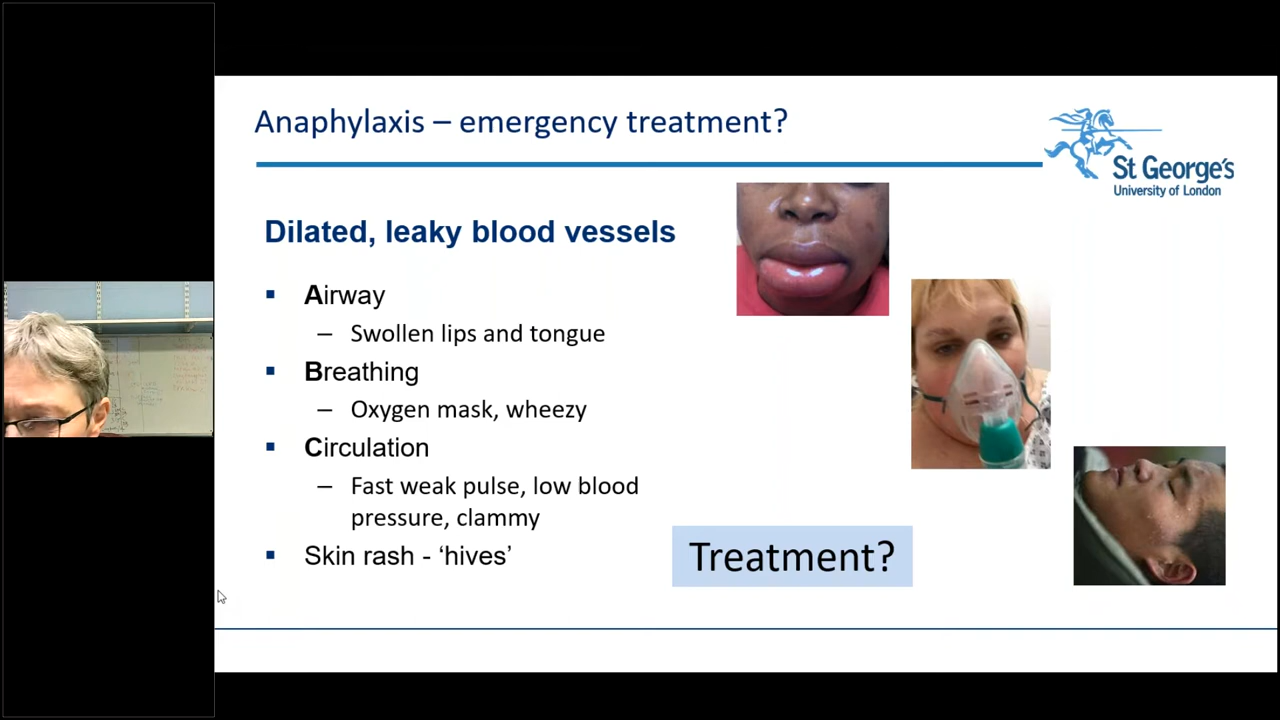 Anaphylaxis – emergency treatment?
St George's
University of London
Dilated, leaky blood vessels
▪ Airway
– Swollen lips and tongue
▪ Breathing
– Oxygen mask, wheezy
▪ Circulation
– Fast weak pulse, low blood
pressure, clammy
▪ Skin rash - ‘hives’
Treatment?